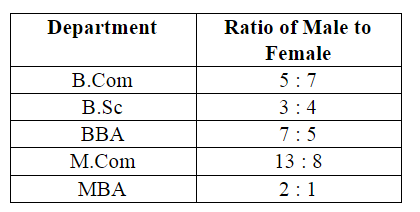 Department Ratio of Male to
Female
B.Com 5 : 7
B.Sc 3 : 4
BBA 7 : 5
M.Com 13 : 8
MBA 2 : 1